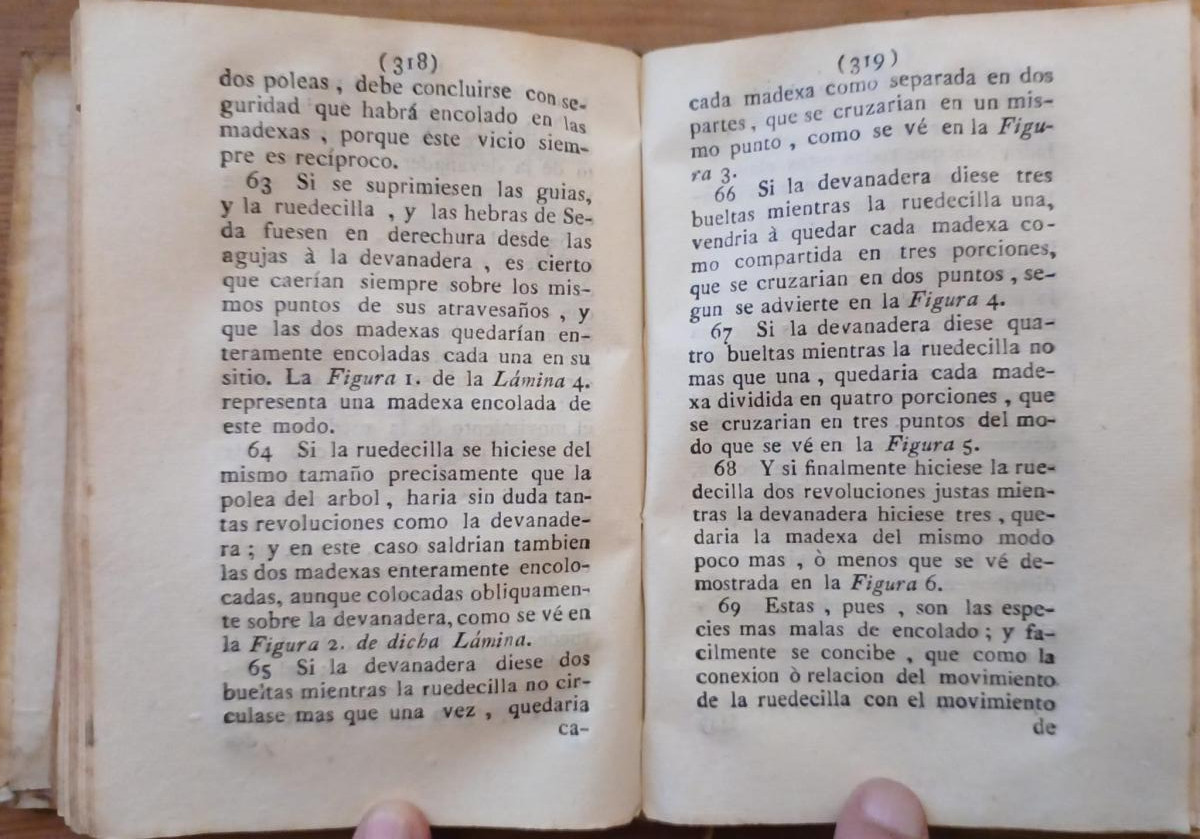 (318)
dos poleas, debe concluirse con se-
guridad que habrá encolado en las
madexas, porque este vicio siem-
pre es recíproco.
63 Si se suprimiesen las guias,
y la ruedecilla, y las hebras de Se-
da fuesen en derechura desde las
agujas à la devanadera, es cierto
que caerían siempre sobre los mis-
mos puntos de sus atravesaños, y
que las dos madexas quedarían en-
teramente encoladas cada una en su
sitio. La Figura 1. de la Lámina 4.
representa una madexa encolada de
este modo.
64 Si la ruedecilla se hiciese del
mismo tamaño precisamente que la
polea del arbol, haria sin duda tan-
tas revoluciones como la devanade-
ra; y en este caso saldrian tambien
las dos madexas enteramente encolo-
cadas, aunque colocadas obliquamen-
te sobre la devanadera, como se vé en
la Figura 2. de dicha Lámina.
65 Si la devanadera diese dos
bueltas mientras la ruedecilla no cir-
culase mas que una vez, quedaria
ca-
(319)
cada madexa como separada en dos
partes, que se cruzarian en un mis-
mo punto, como se vé en la Figu-
ra 3.
66 Si la devanadera diese tres
bueltas mientras la ruedecilla una,
vendria à quedar cada madexa co-
mo compartida en tres porciones,
que se cruzarian en dos puntos, se-
gun se advierte en la Figura 4.
67 Si la devanadera diese qua-
tro bueltas mientras la ruedecilla no
mas que una, quedaria cada made-
xa dividida en quatro porciones, que
se cruzarian en tres puntos del mo-
do que se vé en la Figura 5.
68 Y si finalmente hiciese la rue-
decilla dos revoluciones justas mien-
tras la devanadera hiciese tres, que-
daria la madexa del mismo modo
poco mas, ò menos que se vé de-
mostrada en la Figura 6.
69 Estas, pues, son las espe-
cies mas malas de encolado; y fa-
cilmente se concibe, que como la
conexion ò relacion del movimiento
de la ruedecilla con el movimiento
de